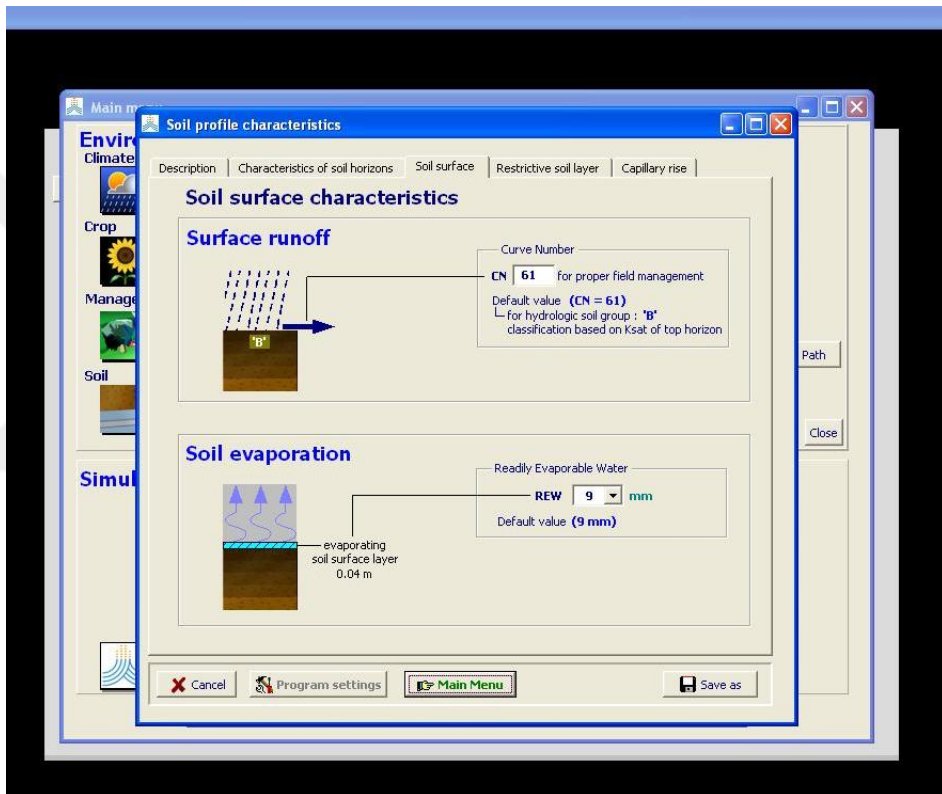 Main m
Soil profile characteristics
Envir
Climate
Crop
Manage
Soil
Simul
Path
Close
Description
Characteristics of soil horizons
Soil surface
Restrictive soil layer
Capillary rise
Soil surface characteristics
Surface runoff
'B'
Curve Number
CN 61 for proper field management
Default value (CN = 61)
for hydrologic soil group : 'B'
classification based on Ksat of top horizon
Soil evaporation
evaporating
soil surface layer
0.04 m
Readily Evaporable Water
REW 9 mm
Default value (9 mm)
Cancel
Program settings
Main Menu
Save as